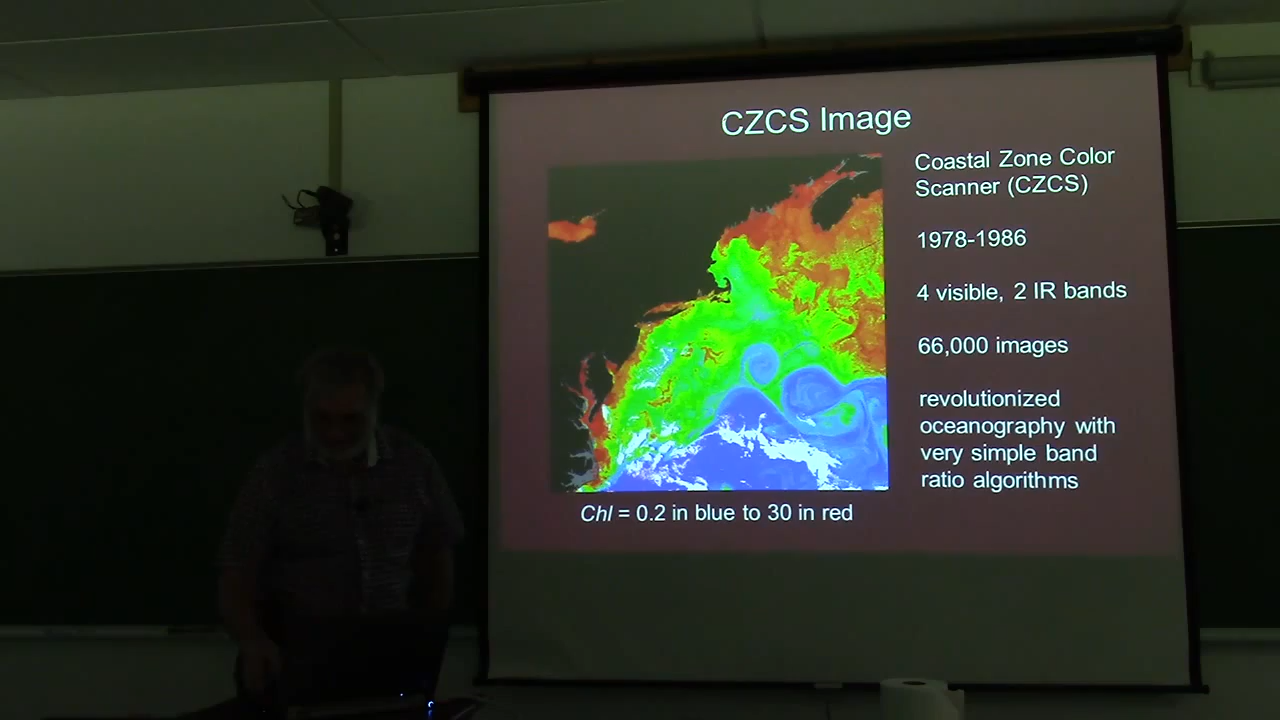 CZCS Image
Coastal Zone Color
Scanner (CZCS)
1978-1986
4 visible, 2 IR bands
66,000 images
revolutionized
oceanography with
very simple band
ratio algorithms
Chl = 0.2 in blue to 30 in red